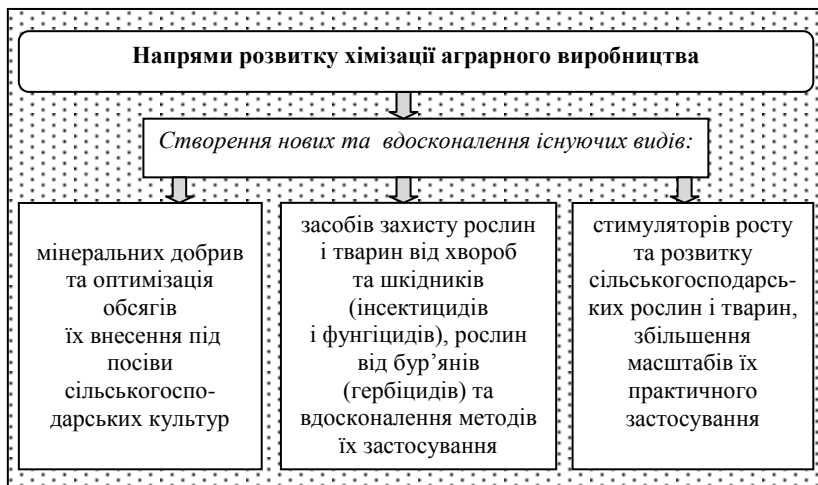 Напрями розвитку хімізації аграрного виробництва
Створення нових та вдосконалення існуючих видів:
мінеральних добрив
та оптимізація
обсягів
їх внесення під
посіви
сільськогоспо-
дарських культур
засобів захисту рослин
і тварин від хвороб
та шкідників
(інсектицидів
і фунгіцидів), рослин
від бур’янів
(гербіцидів) та
вдосконалення методів
їх застосування
стимуляторів росту
та розвитку
сільськогосподарсь-
ких рослин і тварин,
збільшення
масштабів їх
практичного
застосування